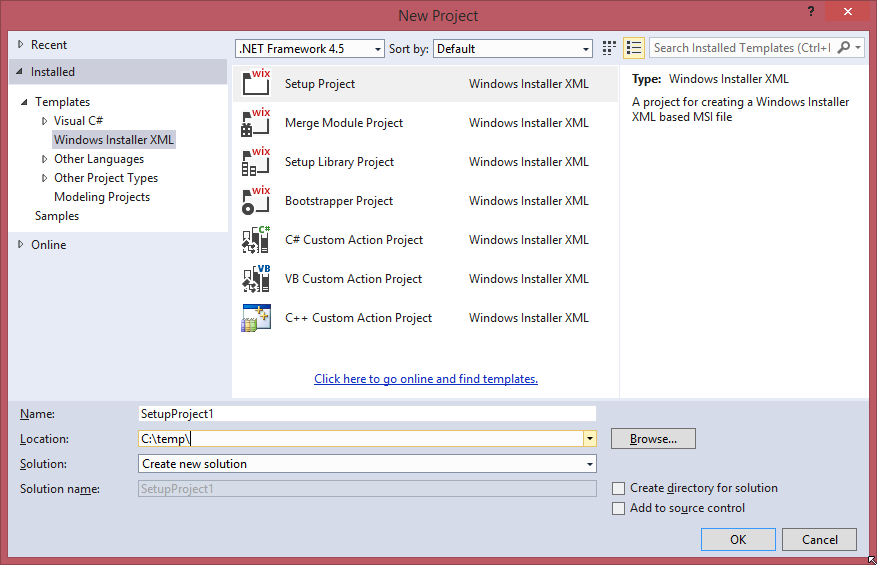 New Project
?
Recent
Installed
Templates
Visual C#
Windows Installer XML
Other Languages
Other Project Types
Modeling Projects
Samples
Online
.NET Framework 4.5
Sort by:
Default
Search Installed Templates (Ctrl+
wix Setup Project Windows Installer XML
wix Merge Module Project Windows Installer XML
wix Setup Library Project Windows Installer XML
wix Bootstrapper Project Windows Installer XML
C# C# Custom Action Project Windows Installer XML
VB VB Custom Action Project Windows Installer XML
C++ Custom Action Project Windows Installer XML
Click here to go online and find templates.
Type: Windows Installer XML
A project for creating a Windows Installer
XML based MSI file
Name: SetupProject1
Location: C:\temp\
Browse...
Solution: Create new solution
Solution name: SetupProject1
Create directory for solution
Add to source control
OK
Cancel